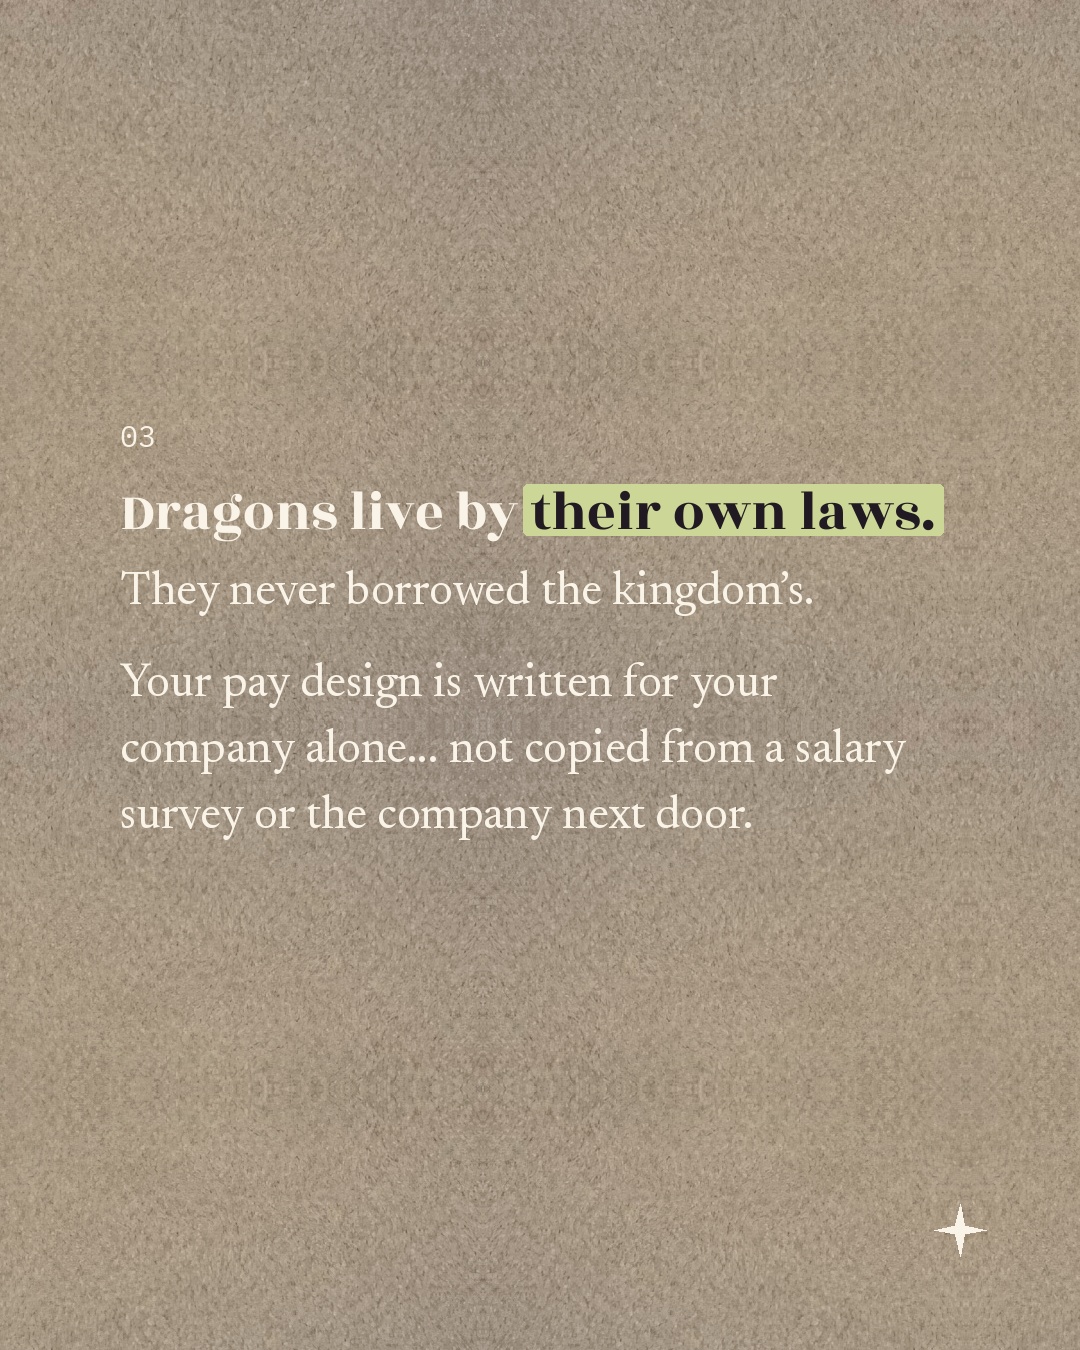 03
Dragons live by their own laws.
They never borrowed the kingdom’s.
Your pay design is written for your
company alone... not copied from a salary
survey or the company next door.